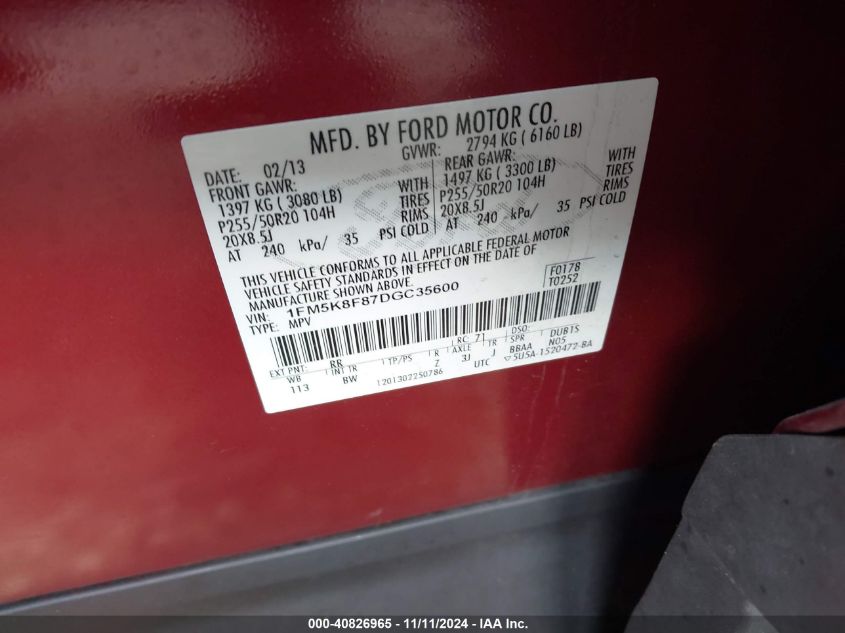 MFD. BY FORD MOTOR CO.
DATE: 02/13 GVWR: 2794 KG ( 6160 LB)
FRONT GAWR: REAR GAWR:
1397 KG ( 3080 LB) WITH 1497 KG ( 3300 LB) WITH
P255/50R20 104H TIRES P255/50R20 104H TIRES
20X8.5J RIMS 20X8.5J RIMS
AT 240 kPa/ 35 PSI COLD AT 240 kPa/ 35 PSI COLD
THIS VEHICLE CONFORMS TO ALL APPLICABLE FEDERAL MOTOR
VEHICLE SAFETY STANDARDS IN EFFECT ON THE DATE OF
MANUFACTURE SHOWN ABOVE.
VIN: 1FM5K8F87DGC35600
TYPE: MPV
F0178
T0252
EXT PNT: RR RC: 71 DSO:
WB INT TR TP/PS R AXLE TR SPR DUB1S
113 BW Z 3J J BBAA N05
1201302250786 UTC 5U5A-1520472-BA
000-40826965 - 11/11/2024 - IAA Inc.